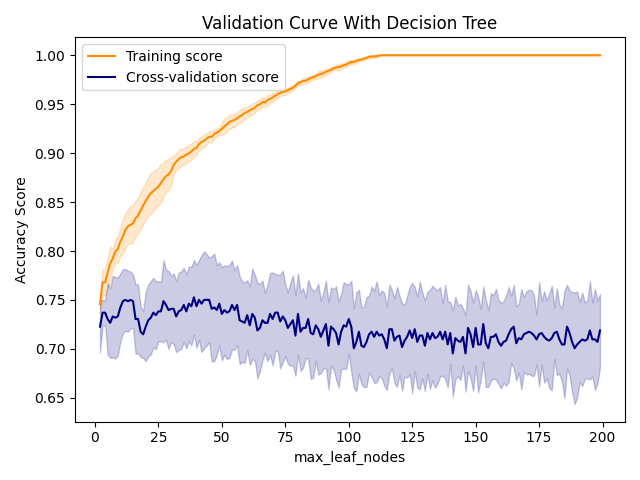 Validation Curve With Decision Tree
Training score
Cross-validation score
Accuracy Score
1.00
0.95
0.90
0.85
0.80
0.75
0.70
0.65
0 25 50 75 100 125 150 175 200
max_leaf_nodes